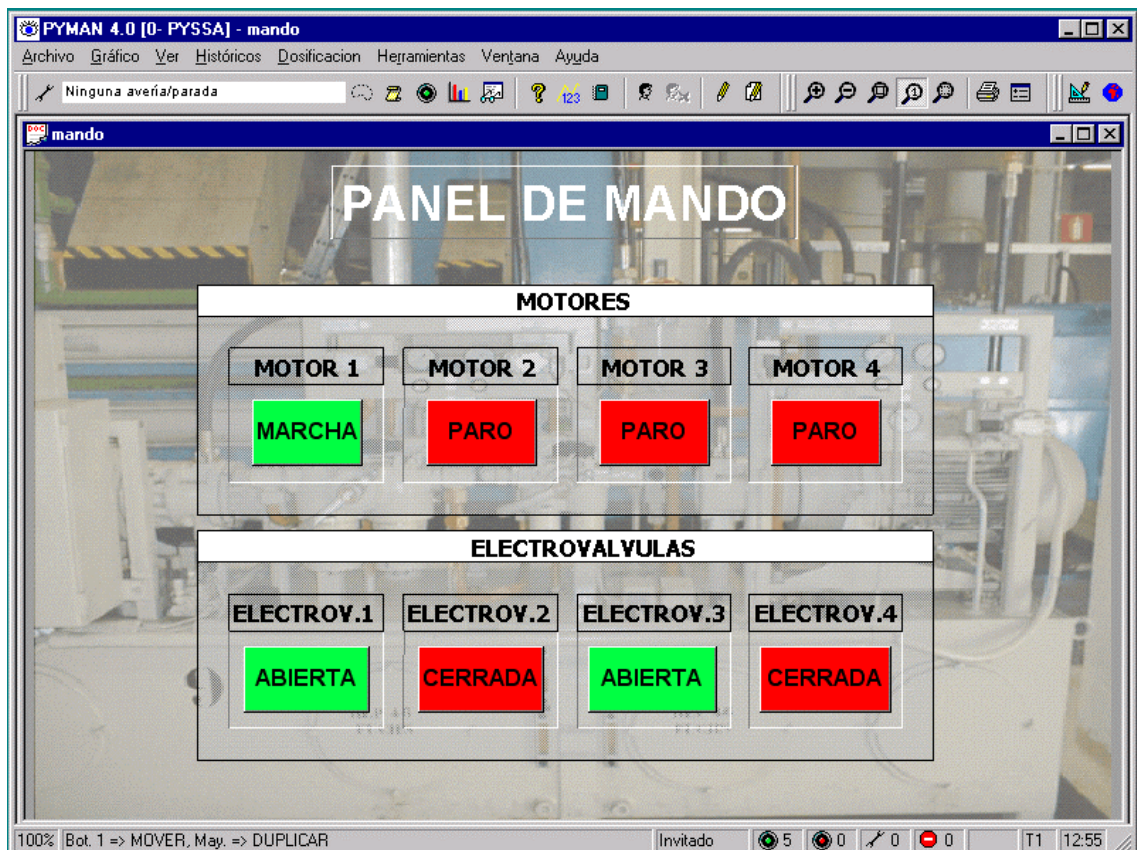 PYMAN 4.0 [0- PYSSA] - mando
Archivo Gráfico Ver Históricos Dosificacion Herramientas Ventana Ayuda
Ninguna avería/parada
123
1
DOC mando
PANEL DE MANDO
MOTORES
MOTOR 1 MOTOR 2 MOTOR 3 MOTOR 4
MARCHA PARO PARO PARO
ELECTROVALVULAS
ELECTROV.1 ELECTROV.2 ELECTROV.3 ELECTROV.4
ABIERTA CERRADA ABIERTA CERRADA
100% Bot. 1 => MOVER, May. => DUPLICAR Invitado 5 0 0 0 T1 12:55